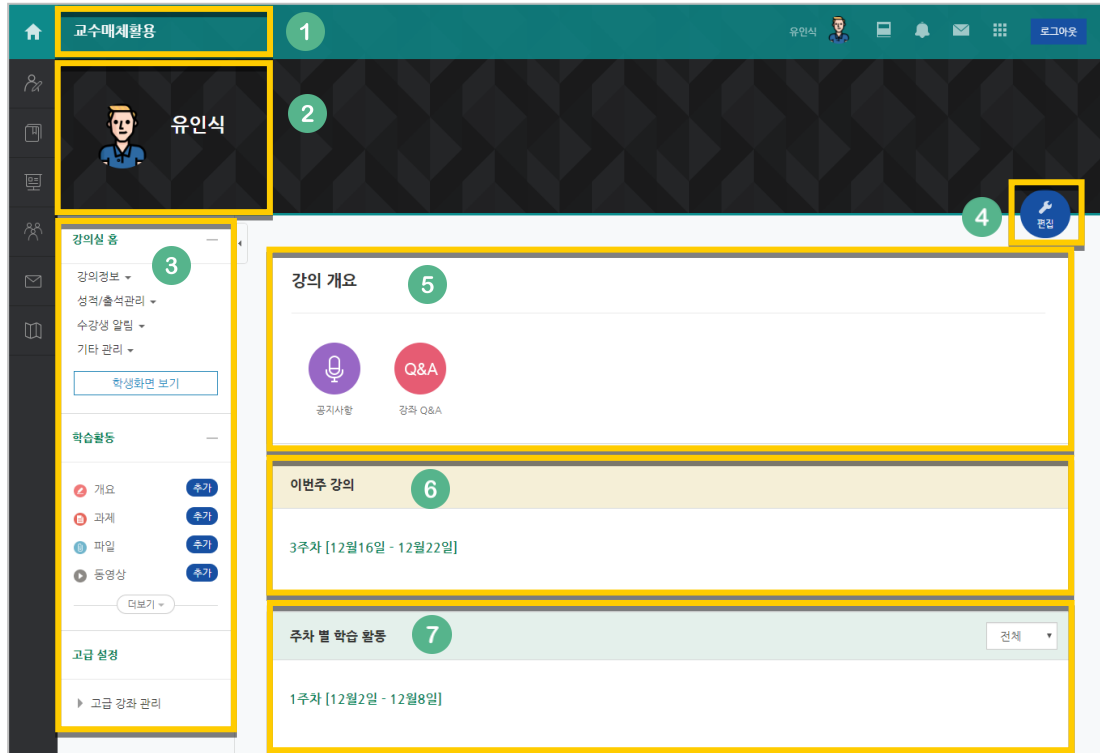 교수매체활용
1
유인식
로그아웃
유인식
2
4
편집
강의실 홈
3
강의정보
성적/출석관리
수강생 알림
기타 관리
학생화면 보기
학습활동
개요 추가
과제 추가
파일 추가
동영상 추가
더보기
고급 설정
고급 강좌 관리
강의 개요
5
Q&A
공지사항
강좌 Q&A
이번주 강의
6
3주차 [12월16일 - 12월22일]
주차 별 학습 활동
7
전체
1주차 [12월2일 - 12월8일]